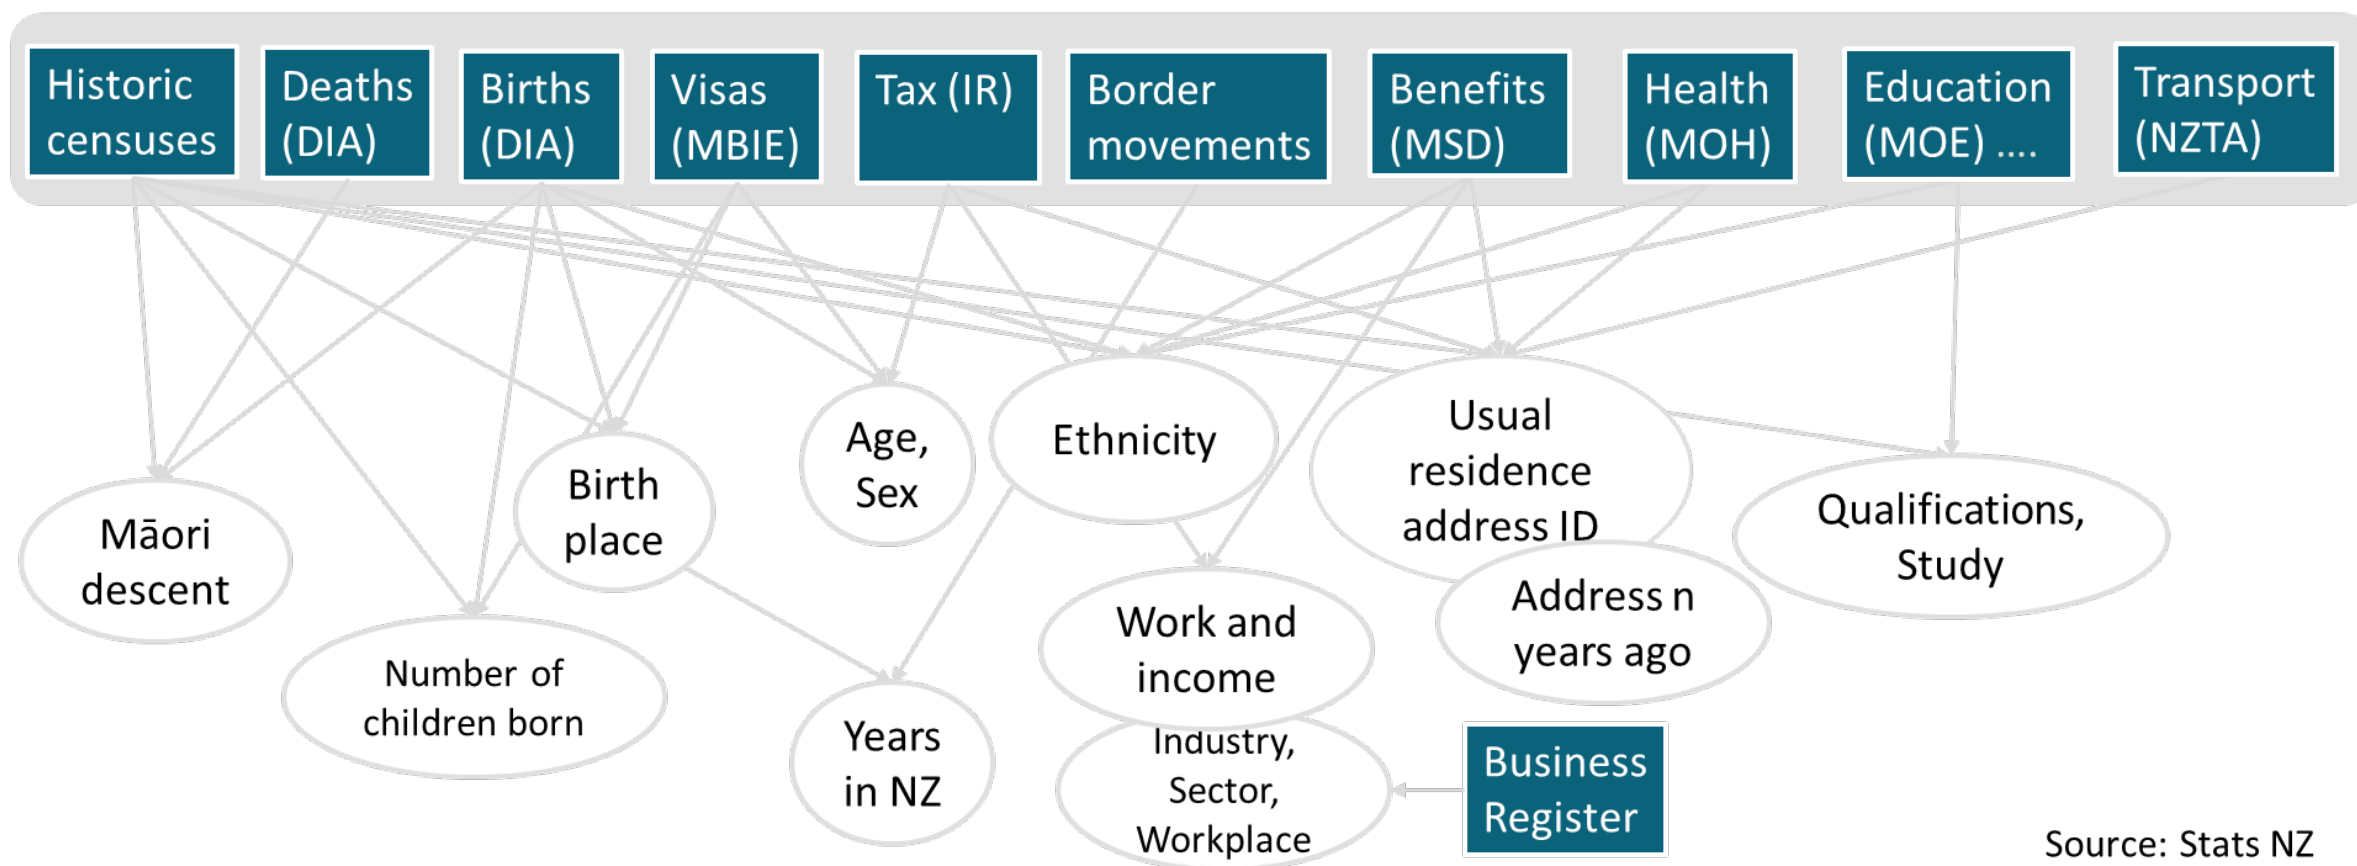 Historic
censuses
Deaths
(DIA)
Births
(DIA)
Visas
(MBIE)
Tax (IR)
Border
movements
Benefits
(MSD)
Health
(MOH)
Education
(MOE) ....
Transport
(NZTA)
Māori
descent
Number of
children born
Birth
place
Age,
Sex
Years
in NZ
Ethnicity
Work and
income
Industry,
Sector,
Workplace
Usual
residence
address ID
Address n
years ago
Business
Register
Qualifications,
Study
Source: Stats NZ